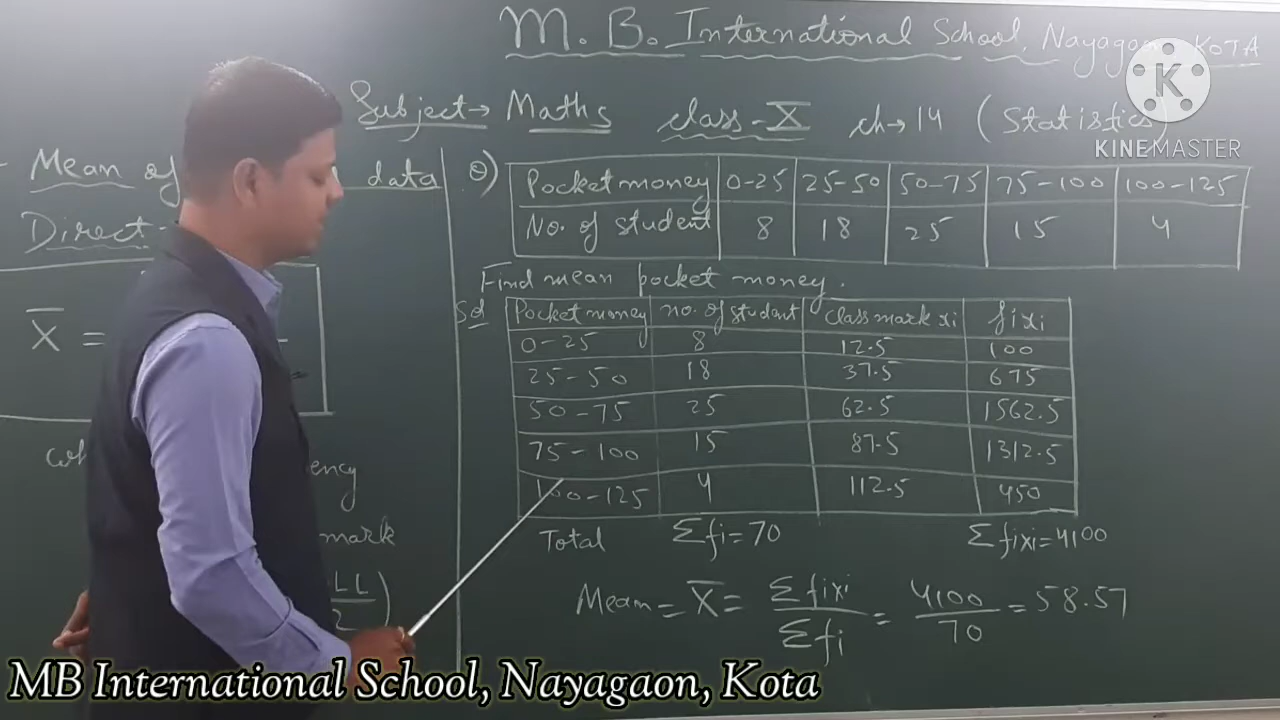 M. B. International School, Nayagaon, KOTA
Subject→ Maths class-X ch→14 (Statistics)
K
KINEMASTER
Mean of data
Direct
X̄ =
ency
mark
LL
2 )
Q)
Pocket money 0-25 25-50 50-75 75-100 100-125
No. of student 8 18 25 15 4
Find mean pocket money.
Sol
Pocket money no. of student class mark xi fixi
0-25 8 12.5 100
25-50 18 37.5 675
50-75 25 62.5 1562.5
75-100 15 87.5 1312.5
100-125 4 112.5 450
Total Σfi=70 Σfixi=4100
Mean = X̄ = Σfixi / Σfi = 4100 / 70 = 58.57
MB International School, Nayagaon, Kota